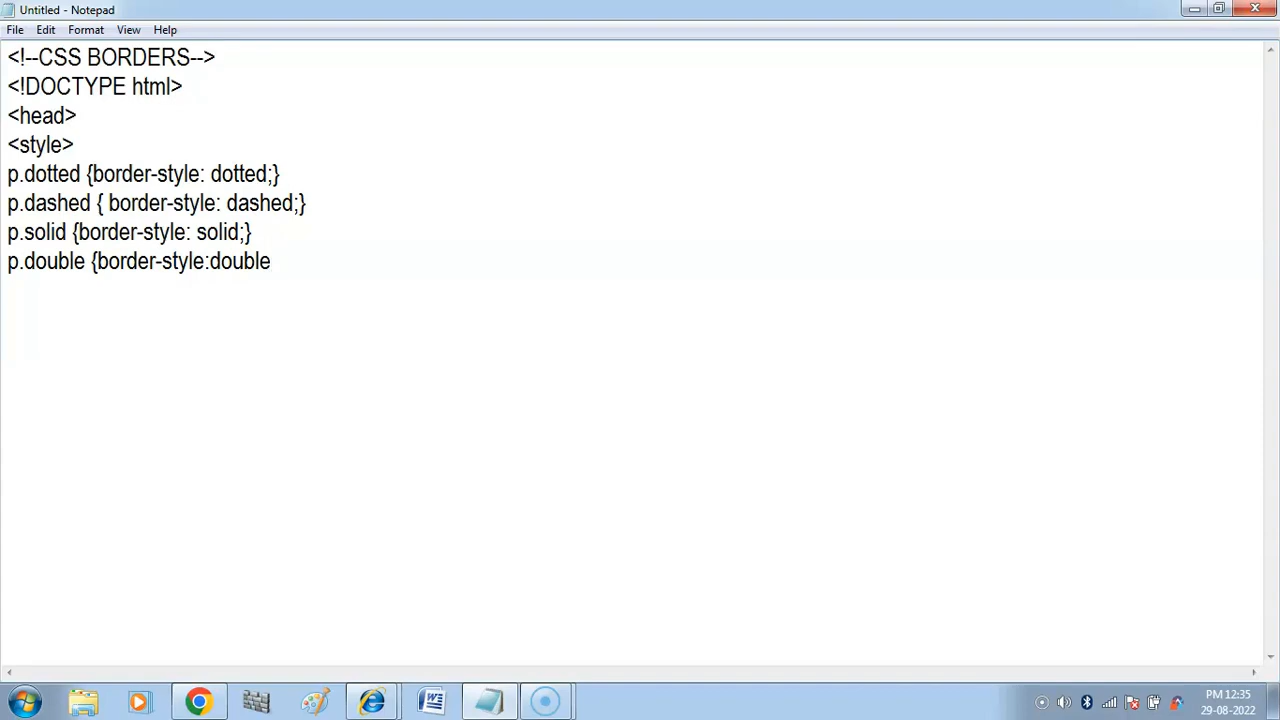 Untitled - Notepad
File Edit Format View Help
<!--CSS BORDERS-->
<!DOCTYPE html>
<head>
<style>
p.dotted {border-style: dotted;}
p.dashed { border-style: dashed;}
p.solid {border-style: solid;}
p.double {border-style:double
PM 12:35
29-08-2022